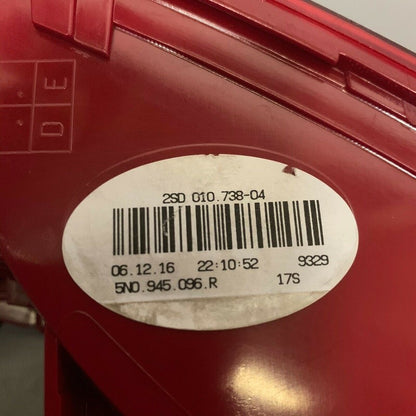 D E
2SD 010.738-04
06.12.16 22:10:52 9329
5N0.945.096.R 17S